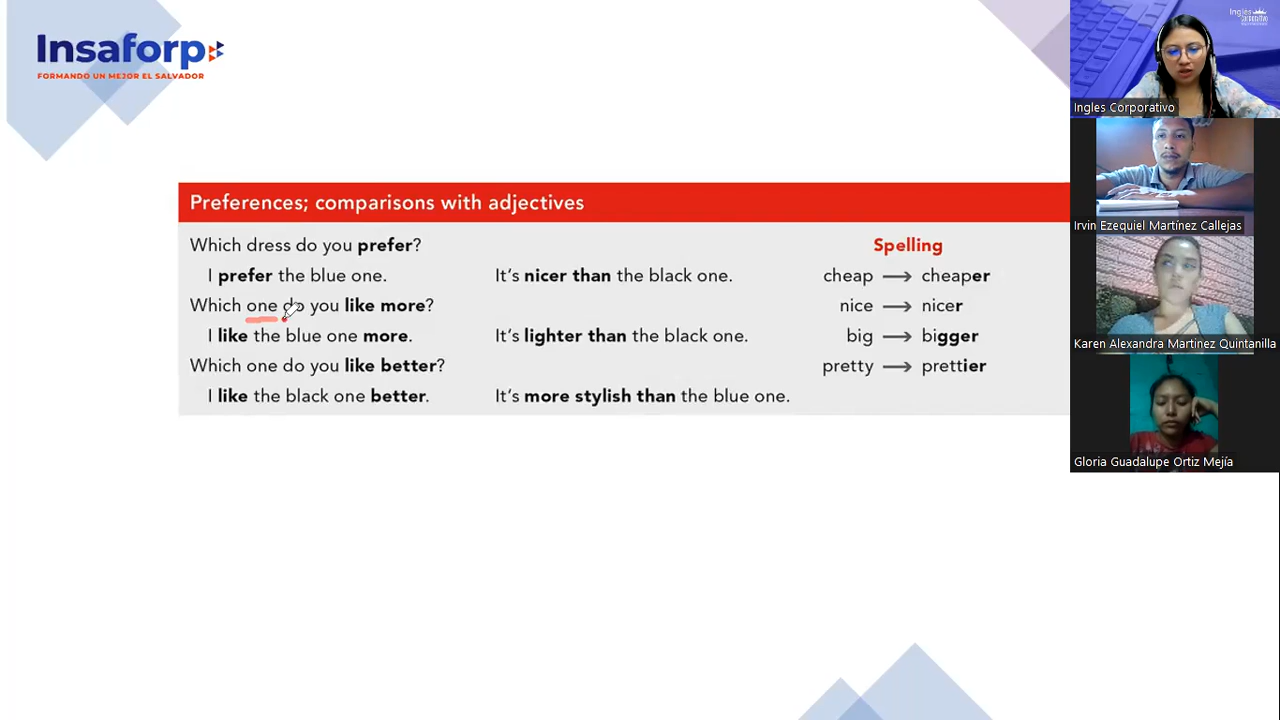 Insaforp
FORMANDO UN MEJOR EL SALVADOR
Preferences; comparisons with adjectives
Which dress do you prefer?
I prefer the blue one.
It's nicer than the black one.
Which one do you like more?
I like the blue one more.
It's lighter than the black one.
Which one do you like better?
I like the black one better.
It's more stylish than the blue one.
Spelling
cheap → cheaper
nice → nicer
big → bigger
pretty → prettier
Ingles Corporativo
Irvin Ezequiel Martínez Callejas
Karen Alexandra Martinez Quintanilla
Gloria Guadalupe Ortiz Mejía